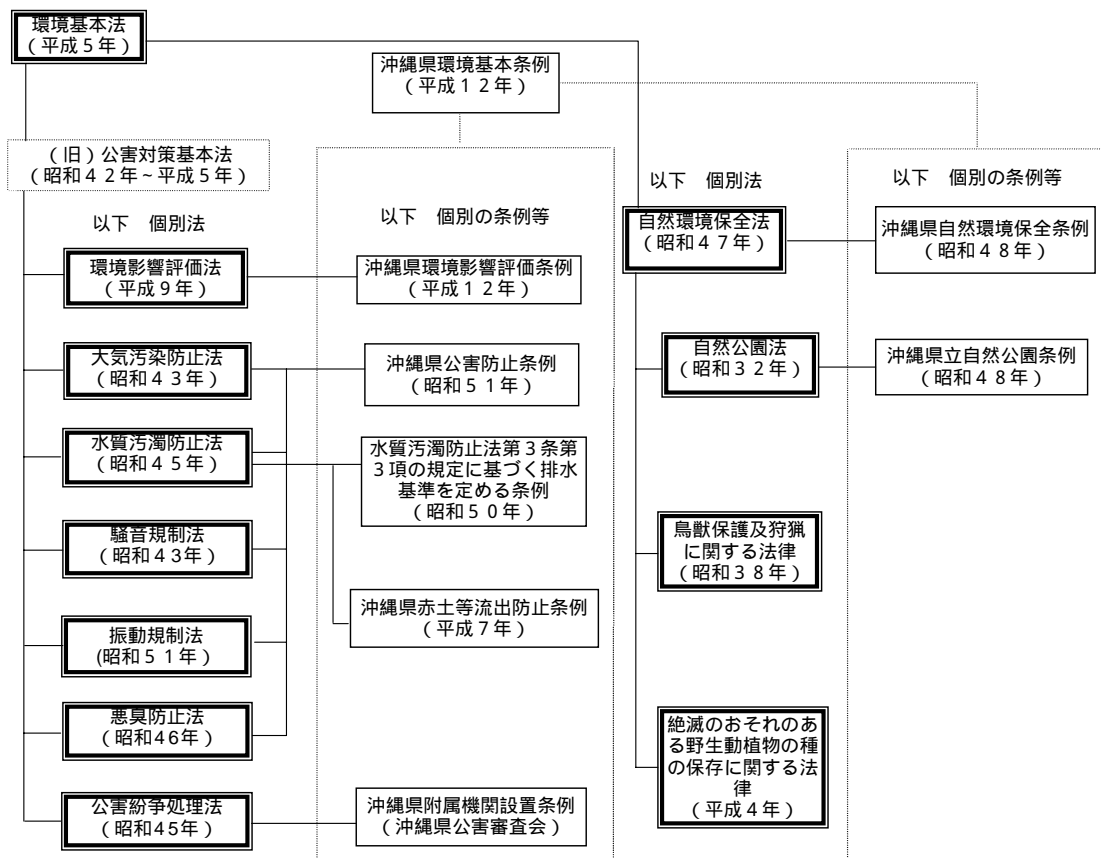 環境基本法
（平成５年）
沖縄県環境基本条例
（平成１２年）
（旧）公害対策基本法
（昭和４２年～平成５年）
以下　個別法
環境影響評価法
（平成９年）
大気汚染防止法
（昭和４３年）
水質汚濁防止法
（昭和４５年）
騒音規制法
（昭和４3年）
振動規制法
(昭和５１年）
悪臭防止法
（昭和46年）
公害紛争処理法
（昭和45年）
以下　個別の条例等
沖縄県環境影響評価条例
（平成１２年）
沖縄県公害防止条例
（昭和５１年）
水質汚濁防止法第３条第
３項の規定に基づく排水
基準を定める条例
（昭和５０年）
沖縄県赤土等流出防止条例
（平成７年）
沖縄県附属機関設置条例
（沖縄県公害審査会）
以下　個別法
自然環境保全法
（昭和４７年）
自然公園法
（昭和３２年）
鳥獣保護及狩猟
に関する法律
（昭和３８年）
絶滅のおそれのあ
る野生動植物の種
の保存に関する法
律
（平成４年）
以下　個別の条例等
沖縄県自然環境保全条例
（昭和４８年）
沖縄県立自然公園条例
（昭和４８年）